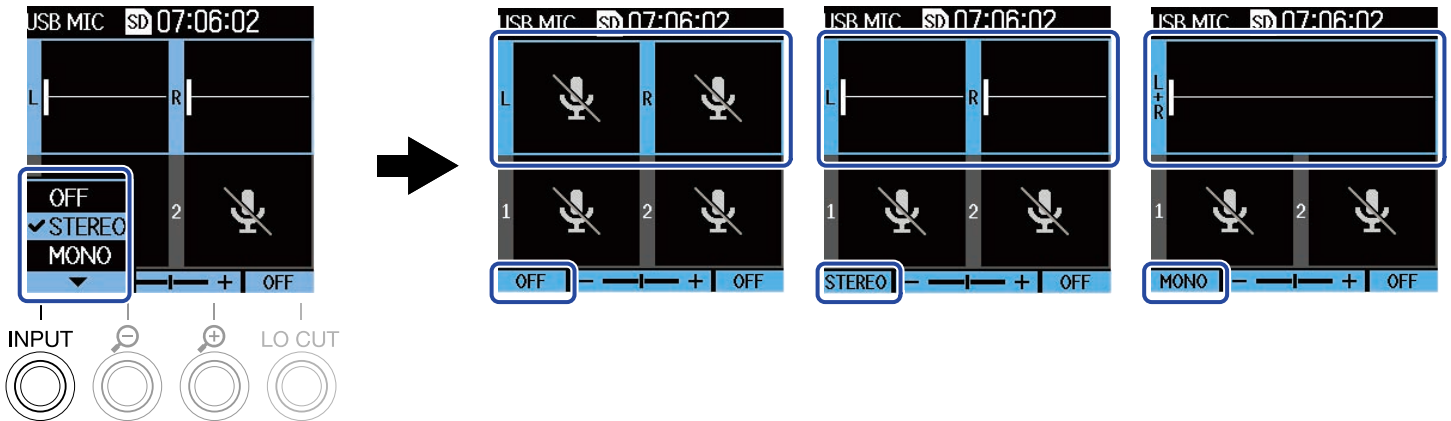 USB MIC SD 07:06:02
L R
OFF
✓STEREO
MONO
2
▼ + OFF
INPUT − + LO CUT
USB MIC SD 07:06:02
L R
1 2
OFF − + OFF
USB MIC SD 07:06:02
L R
1 2
STEREO − + OFF
USB MIC SD 07:06:02
L+R
1 2
MONO − + OFF